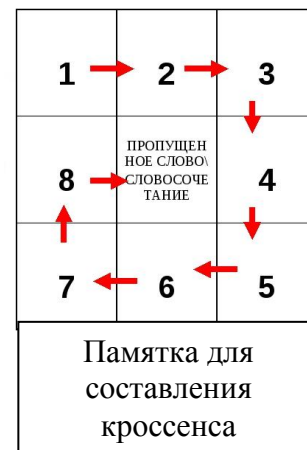 1 2 3
ПРОПУЩЕН
НОЕ СЛОВО\
8 СЛОВОСОЧЕ 4
ТАНИЕ
7 6 5
Памятка для
составления
кроссенса